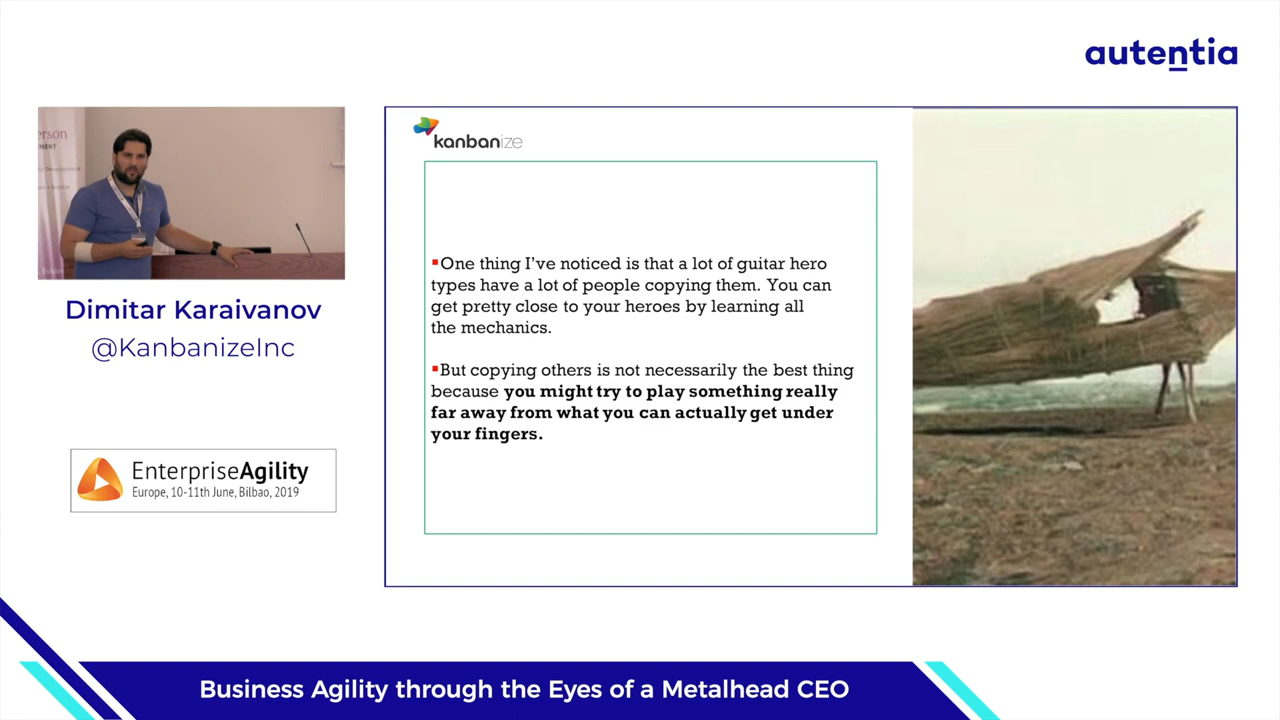 autentia
erson
MENT
kanbanize
▪One thing I've noticed is that a lot of guitar hero
types have a lot of people copying them. You can
get pretty close to your heroes by learning all
the mechanics.
▪But copying others is not necessarily the best thing
because you might try to play something really
far away from what you can actually get under
your fingers.
Dimitar Karaivanov
@KanbanizeInc
EnterpriseAgility
Europe, 10-11th June, Bilbao, 2019
Business Agility through the Eyes of a Metalhead CEO